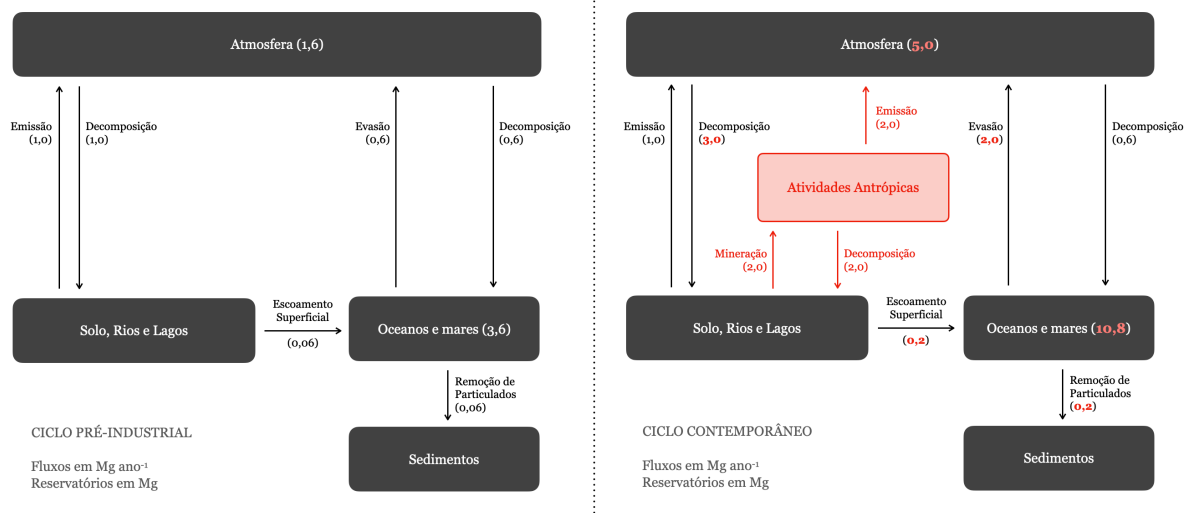 Atmosfera (1,6)
Emissão
(1,0)
Decomposição
(1,0)
Evasão
(0,6)
Decomposição
(0,6)
Solo, Rios e Lagos
Escoamento
Superficial
(0,06)
Oceanos e mares (3,6)
Remoção de
Particulados
(0,06)
Sedimentos
CICLO PRÉ-INDUSTRIAL
Fluxos em Mg ano⁻¹
Reservatórios em Mg
Atmosfera (5,0)
Emissão
(1,0)
Decomposição
(3,0)
Emissão
(2,0)
Evasão
(2,0)
Decomposição
(0,6)
Atividades Antrópicas
Mineração
(2,0)
Decomposição
(2,0)
Solo, Rios e Lagos
Escoamento
Superficial
(0,2)
Oceanos e mares (10,8)
Remoção de
Particulados
(0,2)
Sedimentos
CICLO CONTEMPORÂNEO
Fluxos em Mg ano⁻¹
Reservatórios em Mg